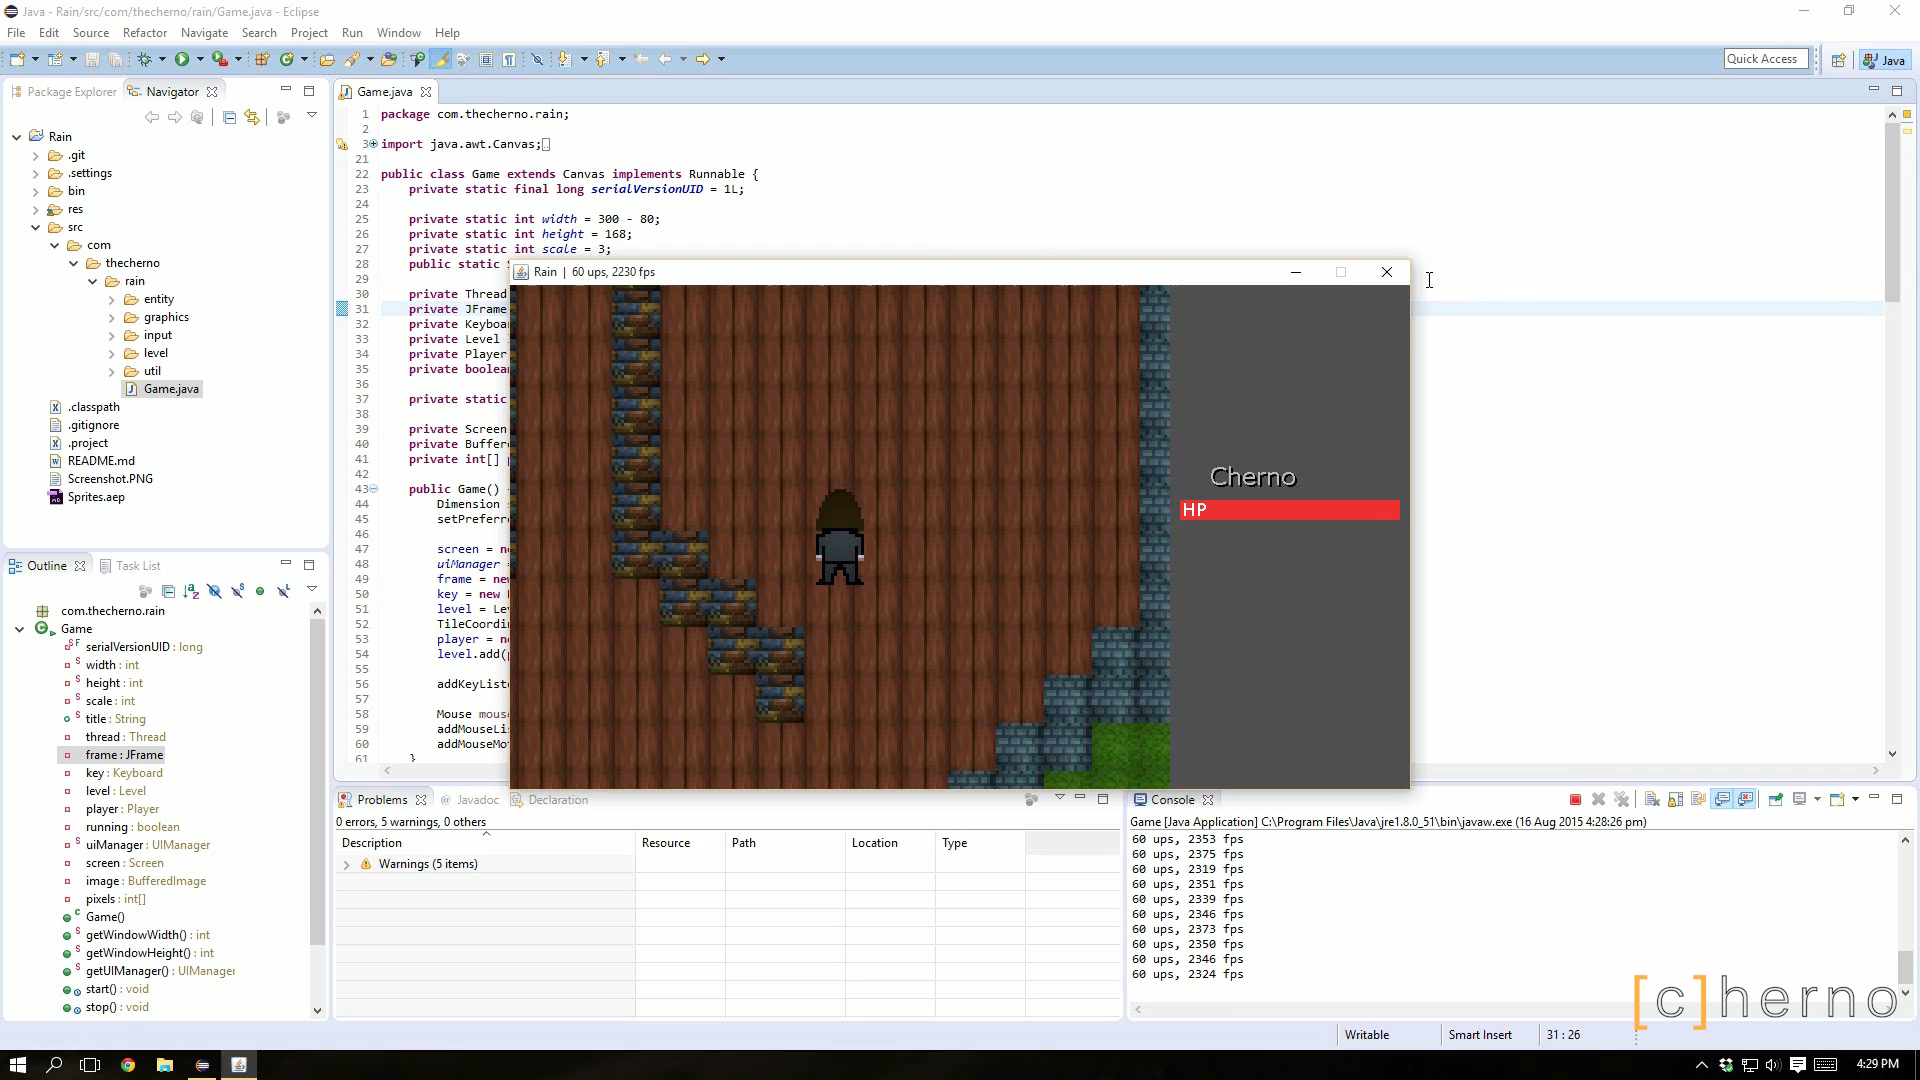 Java - Rain/src/com/thecherno/rain/Game.java - Eclipse
File Edit Source Refactor Navigate Search Project Run Window Help
Quick Access
Java
Package Explorer Navigator
Rain
.git
.settings
bin
res
src
com
thecherno
rain
entity
graphics
input
level
util
Game.java
.classpath
.gitignore
.project
README.md
Screenshot.PNG
Sprites.aep
Outline Task List
com.thecherno.rain
Game
serialVersionUID : long
width : int
height : int
scale : int
title : String
thread : Thread
frame : JFrame
key : Keyboard
level : Level
player : Player
running : boolean
uiManager : UIManager
screen : Screen
image : BufferedImage
pixels : int[]
Game()
getWindowWidth() : int
getWindowHeight() : int
getUIManager() : UIManager
start() : void
stop() : void
Game.java
1 package com.thecherno.rain;
2
3 import java.awt.Canvas;
21
22 public class Game extends Canvas implements Runnable {
23 private static final long serialVersionUID = 1L;
24
25 private static int width = 300 - 80;
26 private static int height = 168;
27 private static int scale = 3;
28 public static
29
30 private Thread
31 private JFrame
32 private Keyboa
33 private Level
34 private Player
35 private boolea
36
37 private static
38
39 private Screen
40 private Buffer
41 private int[]
42
43 public Game()
44 Dimension
45 setPreferr
46
47 screen = n
48 uiManager =
49 frame = new
50 key = new
51 level = Lev
52 TileCoordin
53 player = n
54 level.add(
55
56 addKeyList
57
58 Mouse mous
59 addMouseLi
60 addMouseMo
61 }
Rain | 60 ups, 2230 fps
Cherno
HP
Problems Javadoc Declaration
0 errors, 5 warnings, 0 others
Description Resource Path Location Type
Warnings (5 items)
Console
Game [Java Application] C:\Program Files\Java\jre1.8.0_51\bin\javaw.exe (16 Aug 2015 4:28:26 pm)
60 ups, 2353 fps
60 ups, 2375 fps
60 ups, 2319 fps
60 ups, 2351 fps
60 ups, 2339 fps
60 ups, 2346 fps
60 ups, 2373 fps
60 ups, 2350 fps
60 ups, 2346 fps
60 ups, 2324 fps
[c]herno
Writable Smart Insert 31 : 26
4:29 PM